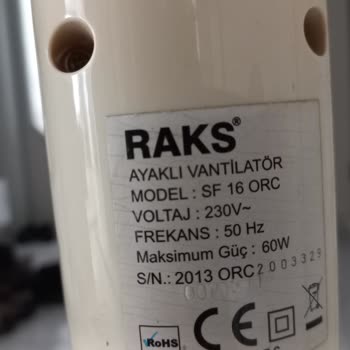 RAKS®
AYAKLI VANTİLATÖR
MODEL : SF 16 ORC
VOLTAJ : 230V~
FREKANS : 50 Hz
Maksimum Güç : 60W
S/N.: 2013 ORC2003329
RoHS CE